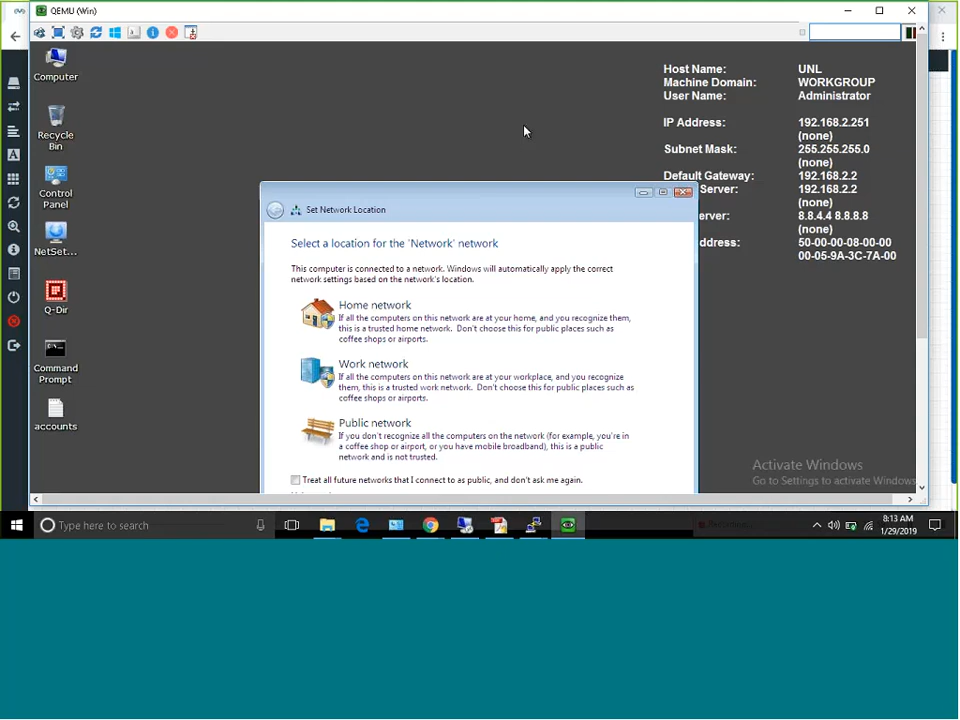 QEMU (Win)
Computer
Recycle
Bin
Control
Panel
NetSet...
Q-Dir
Command
Prompt
accounts
Host Name: UNL
Machine Domain: WORKGROUP
User Name: Administrator
IP Address: 192.168.2.251
(none)
Subnet Mask: 255.255.255.0
(none)
Default Gateway: 192.168.2.2
Server: 192.168.2.2
(none)
erver: 8.8.4.4 8.8.8.8
(none)
ddress: 50-00-00-08-00-00
00-05-9A-3C-7A-00
Set Network Location
Select a location for the 'Network' network
This computer is connected to a network. Windows will automatically apply the correct
network settings based on the network's location.
Home network
If all the computers on this network are at your home, and you recognize them,
this is a trusted home network. Don't choose this for public places such as
coffee shops or airports.
Work network
If all the computers on this network are at your workplace, and you recognize
them, this is a trusted work network. Don't choose this for public places such as
coffee shops or airports.
Public network
If you don't recognize all the computers on the network (for example, you're in
a coffee shop or airport, or you have mobile broadband), this is a public
network and is not trusted.
Treat all future networks that I connect to as public, and don't ask me again.
Activate Windows
Go to Settings to activate Windows
Type here to search
8:13 AM
1/29/2019